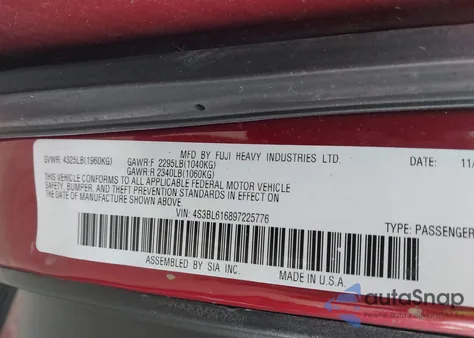 MFD BY FUJI HEAVY INDUSTRIES LTD. DATE: 11/
GVWR: 4325LB(1960KG) GAWR:F 2295LB(1040KG)
GAWR:R 2340LB(1060KG)
THIS VEHICLE CONFORMS TO ALL APPLICABLE FEDERAL MOTOR VEHICLE
SAFETY, BUMPER, AND THEFT PREVENTION STANDARDS IN EFFECT
ON THE DATE OF MANUFACTURE SHOWN ABOVE.
VIN: 4S3BL616897225776
TYPE: PASSENGER
ASSEMBLED BY SIA INC. MADE IN U.S.A.
autoSnap